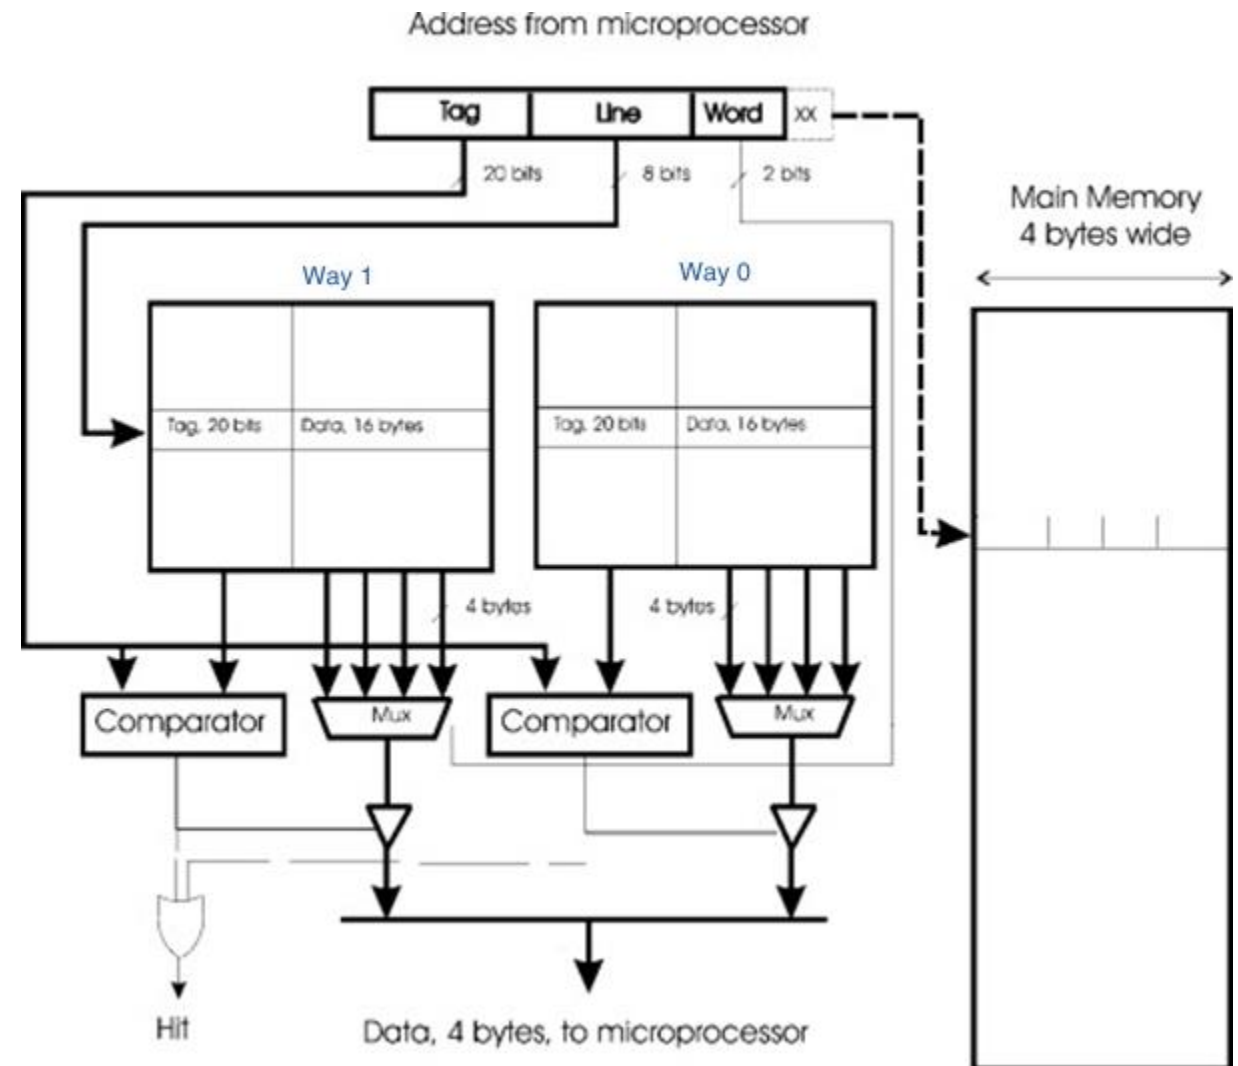 Address from microprocessor
Tag Line Word xx
20 bits 8 bits 2 bits
Main Memory
4 bytes wide
Way 1 Way 0
Tag, 20 bits Data, 16 bytes Tag, 20 bits Data, 16 bytes
4 bytes 4 bytes
Comparator Mux Comparator Mux
Hit
Data, 4 bytes, to microprocessor